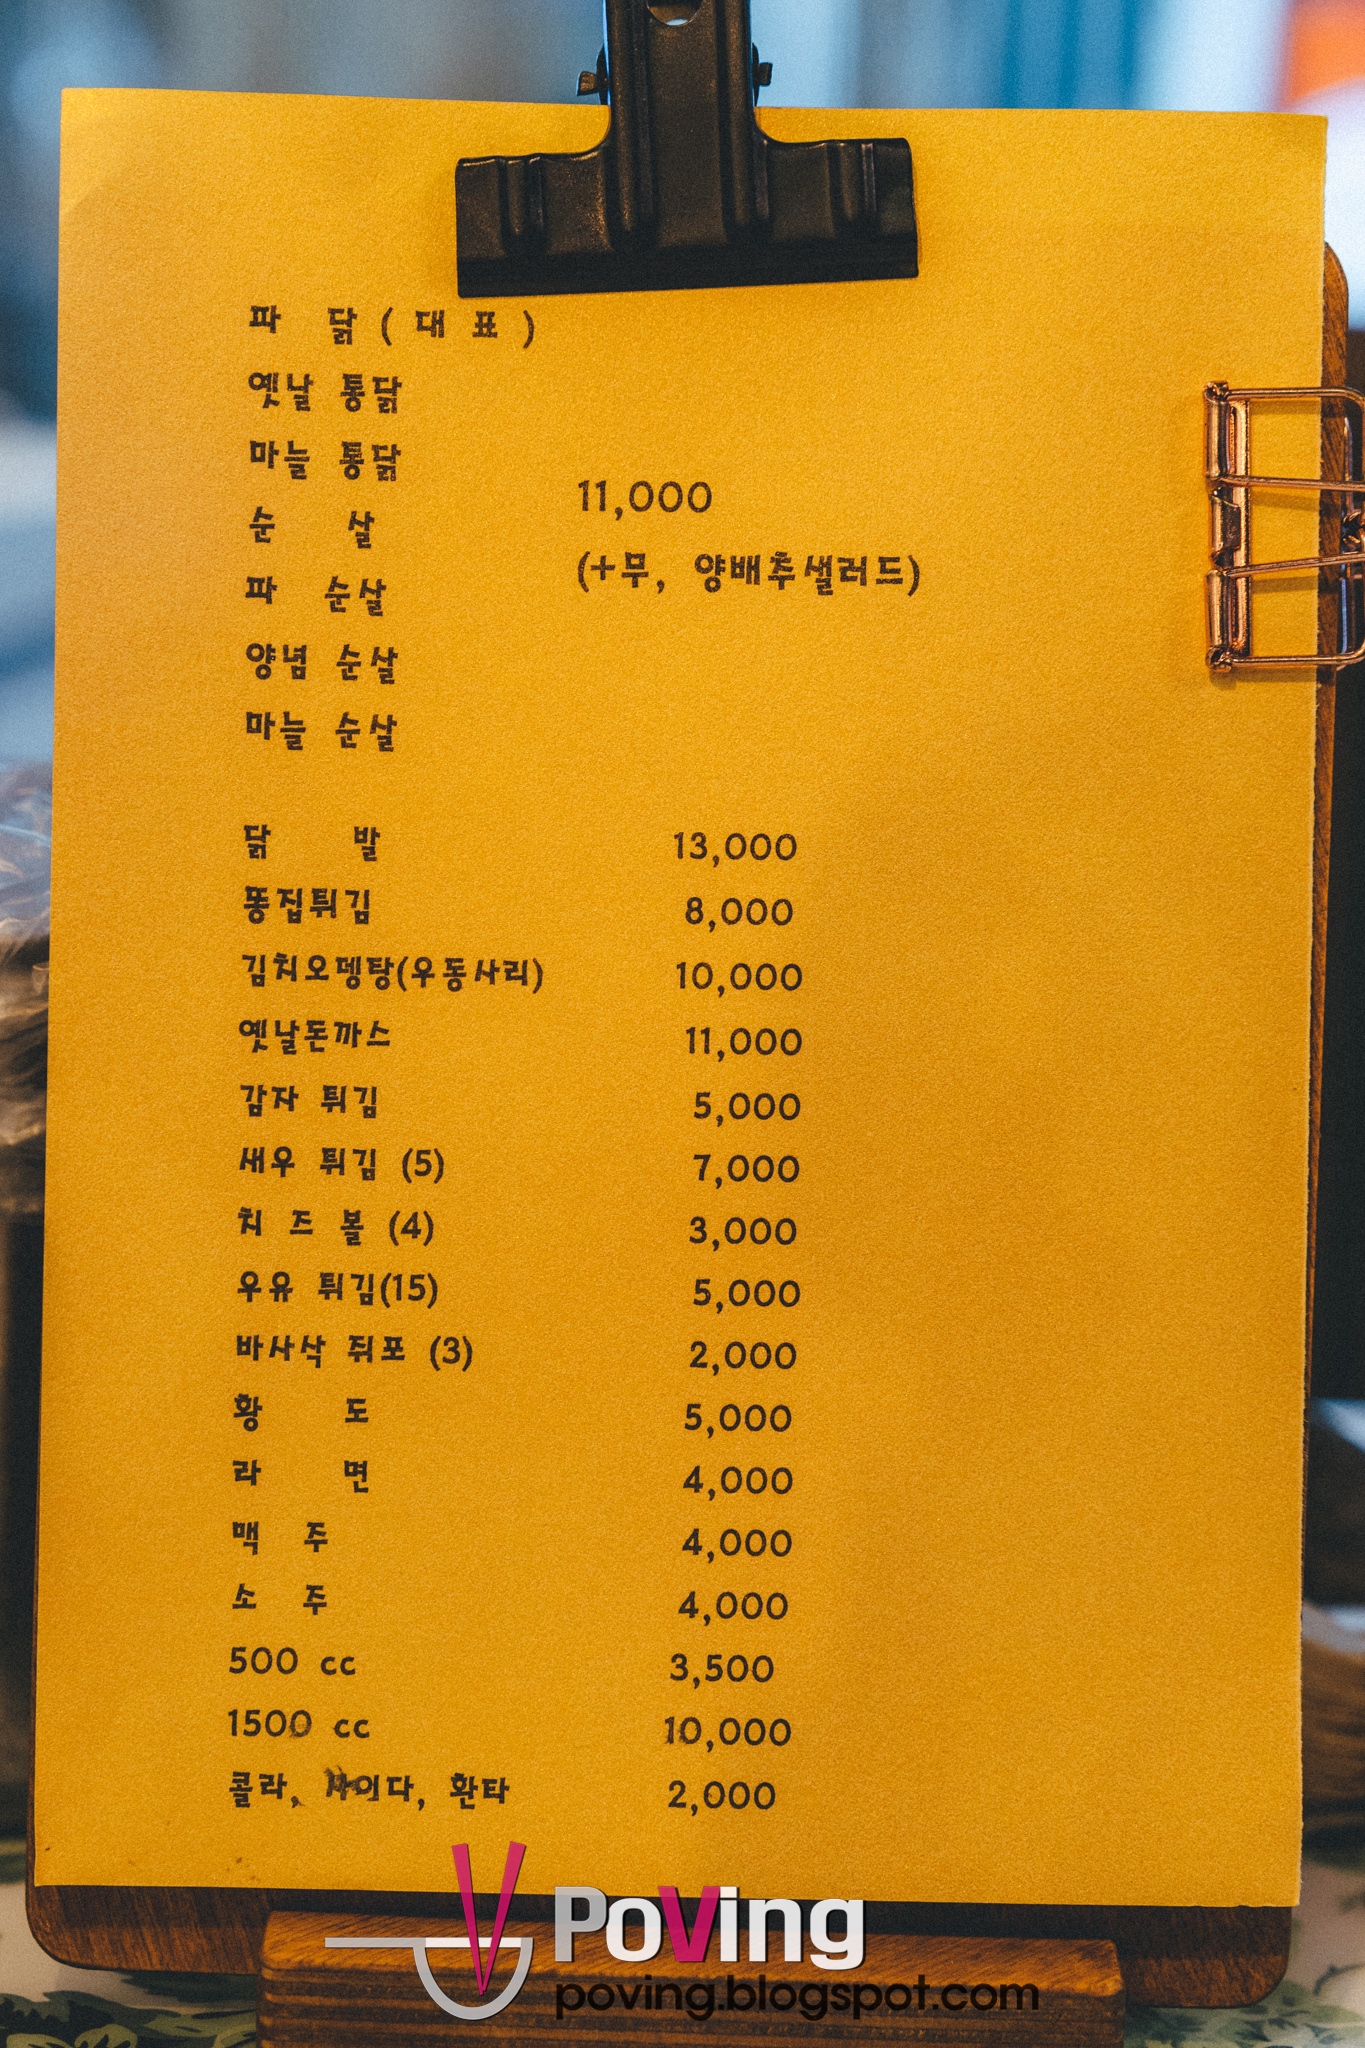 파 닭 ( 대 표 )
옛날 통닭
마늘 통닭
순 살
파 순살
양념 순살
마늘 순살
11,000
(+무, 양배추샐러드)
닭 발 13,000
똥집튀김 8,000
김치오뎅탕(우동사리) 10,000
옛날돈까스 11,000
감자 튀김 5,000
새우 튀김 (5) 7,000
치 즈 볼 (4) 3,000
우유 튀김(15) 5,000
바사삭 쥐포 (3) 2,000
황 도 5,000
라 면 4,000
맥 주 4,000
소 주 4,000
500 cc 3,500
1500 cc 10,000
콜라, 사이다, 환타 2,000
PoVing
poving.blogspot.com